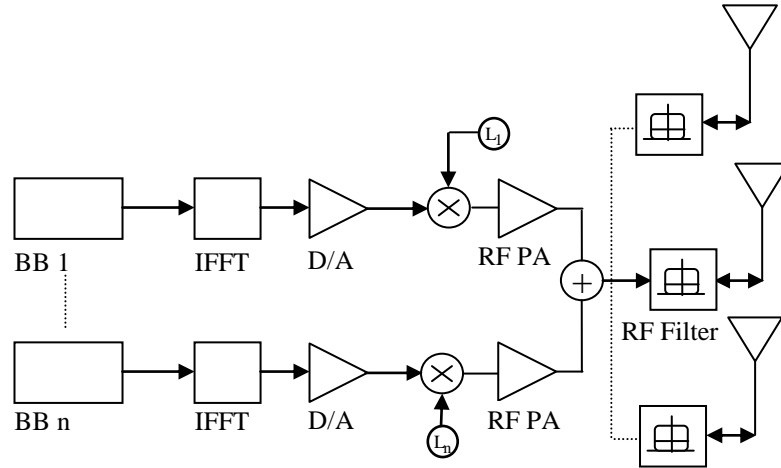 L1
BB 1
IFFT
D/A
RF PA
RF Filter
BB n
IFFT
D/A
RF PA
Ln